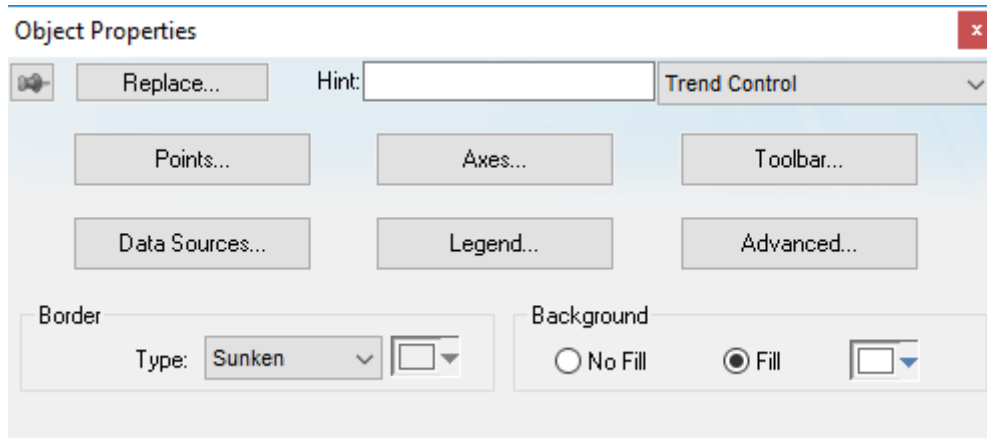 Object Properties
x
Replace... Hint: Trend Control
Points... Axes... Toolbar...
Data Sources... Legend... Advanced...
Border Background
Type: Sunken No Fill Fill